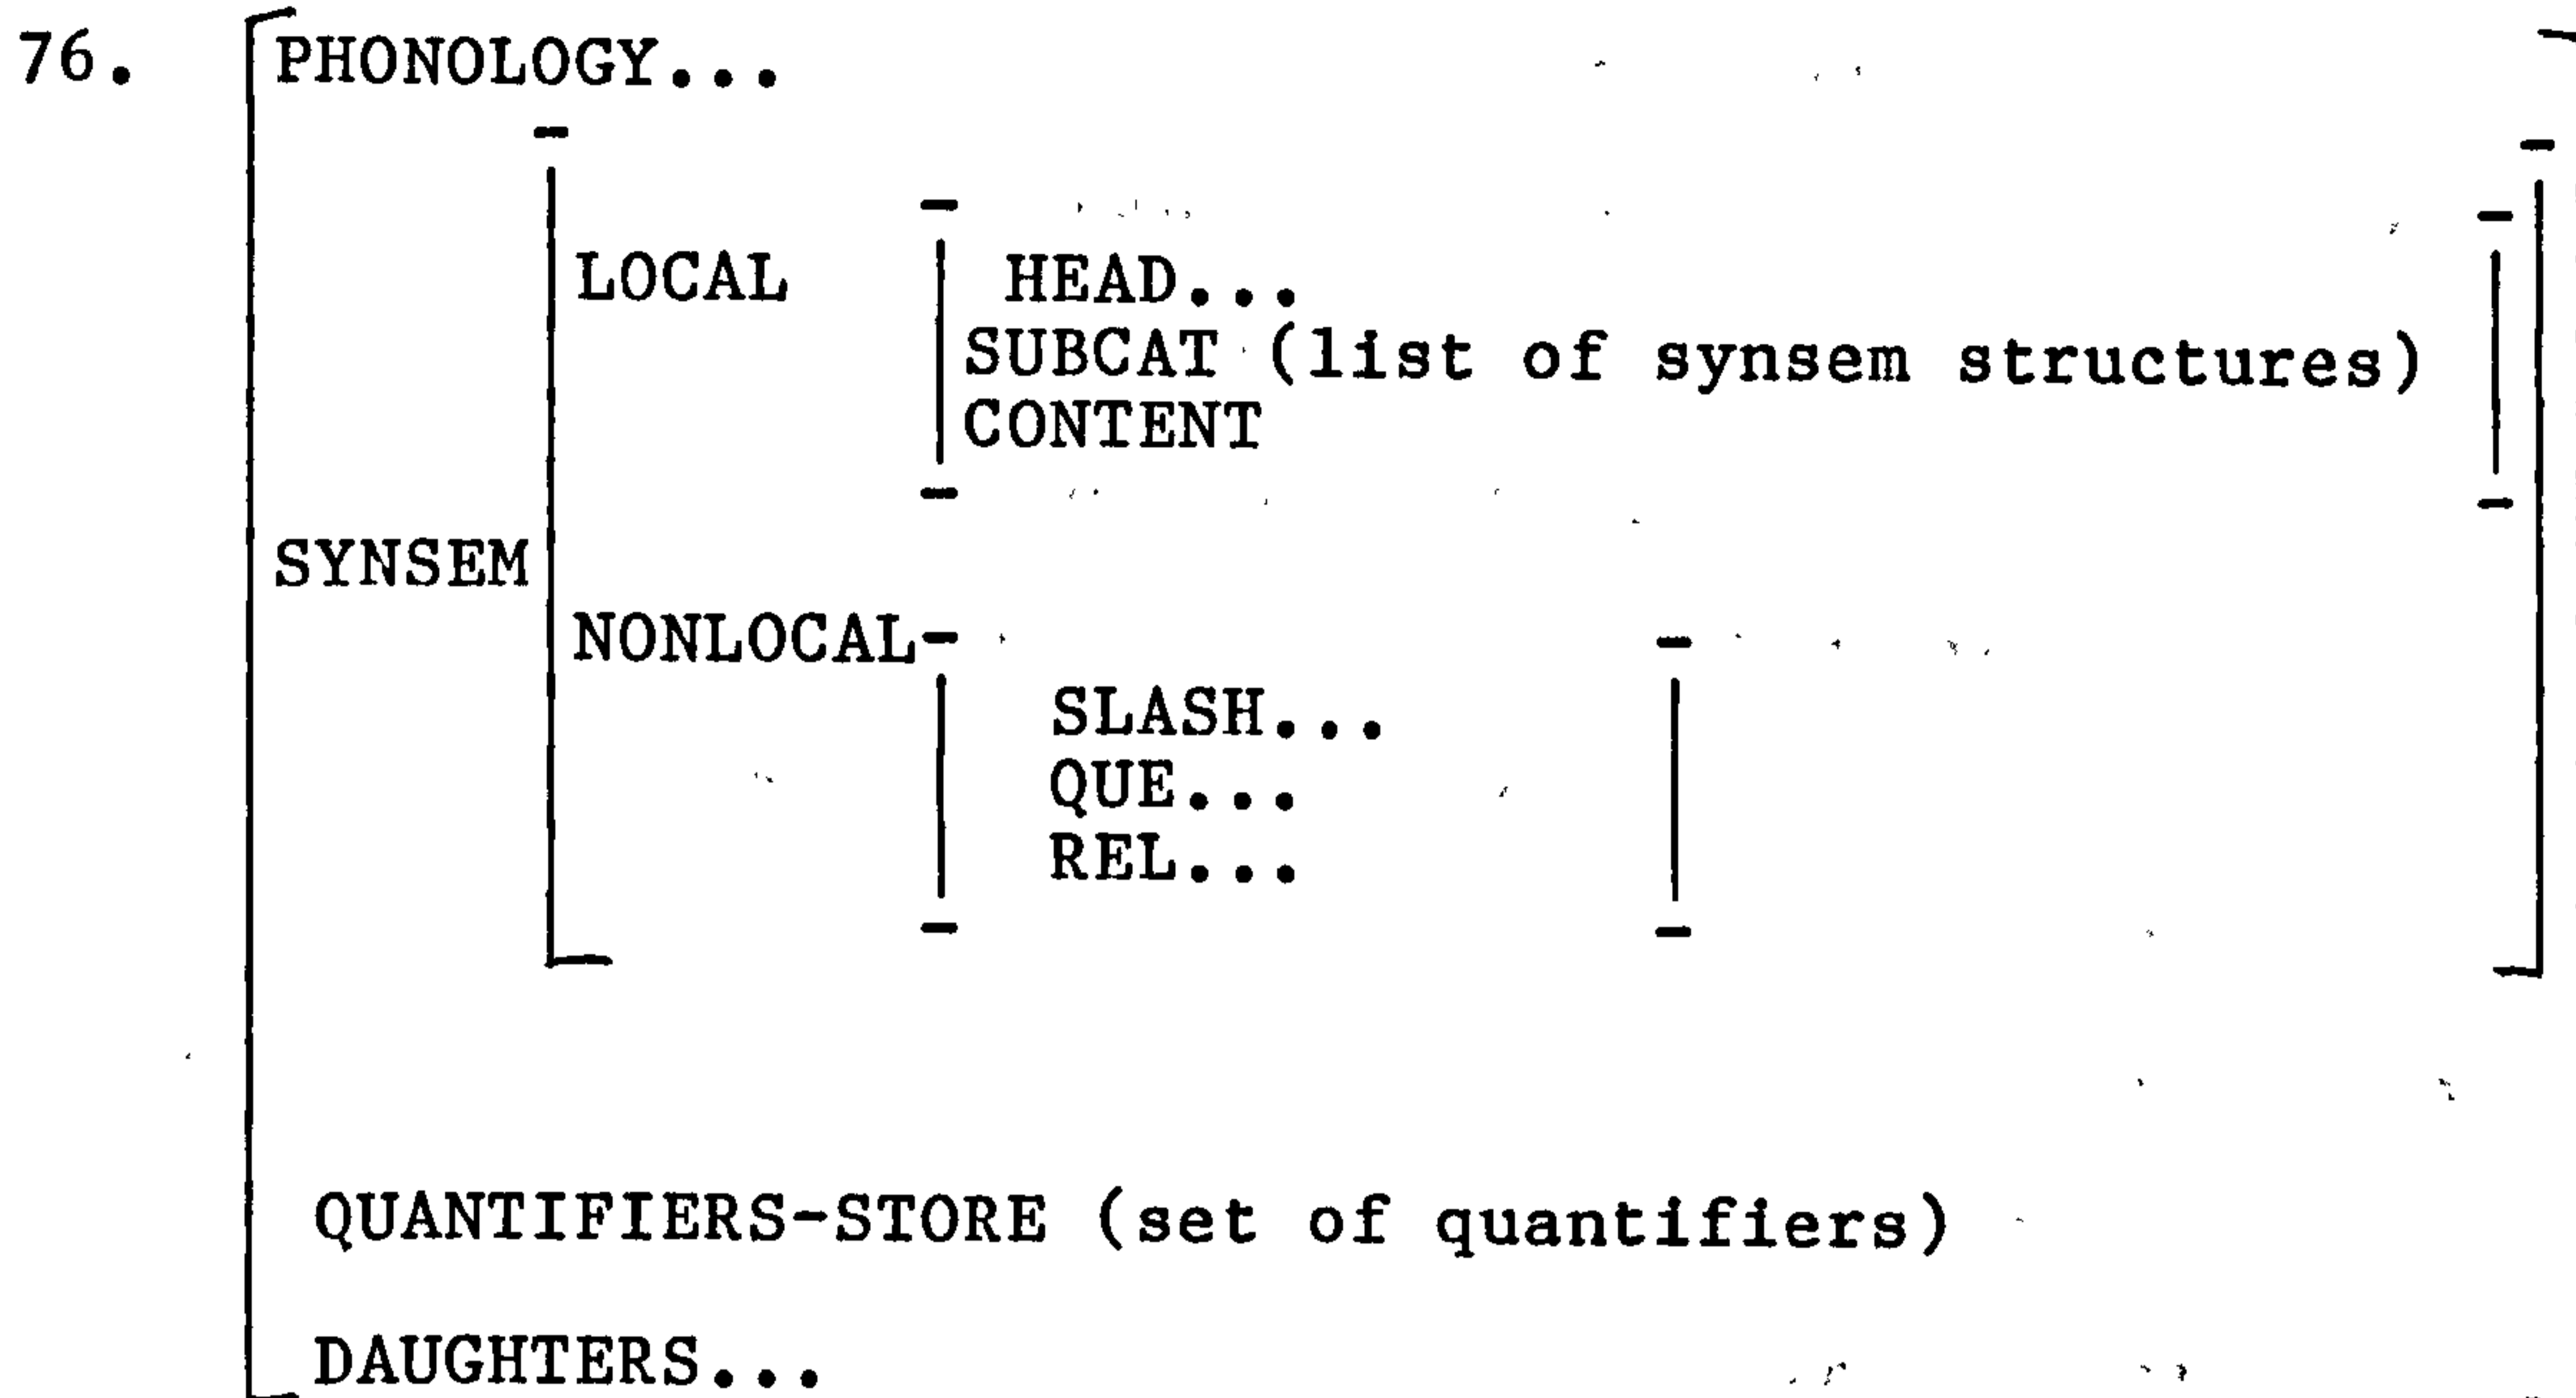 76. PHONOLOGY...
LOCAL HEAD...
SUBCAT (list of synsem structures)
CONTENT
SYNSEM
NONLOCAL
SLASH...
QUE...
REL...
QUANTIFIERS-STORE (set of quantifiers)
DAUGHTERS...